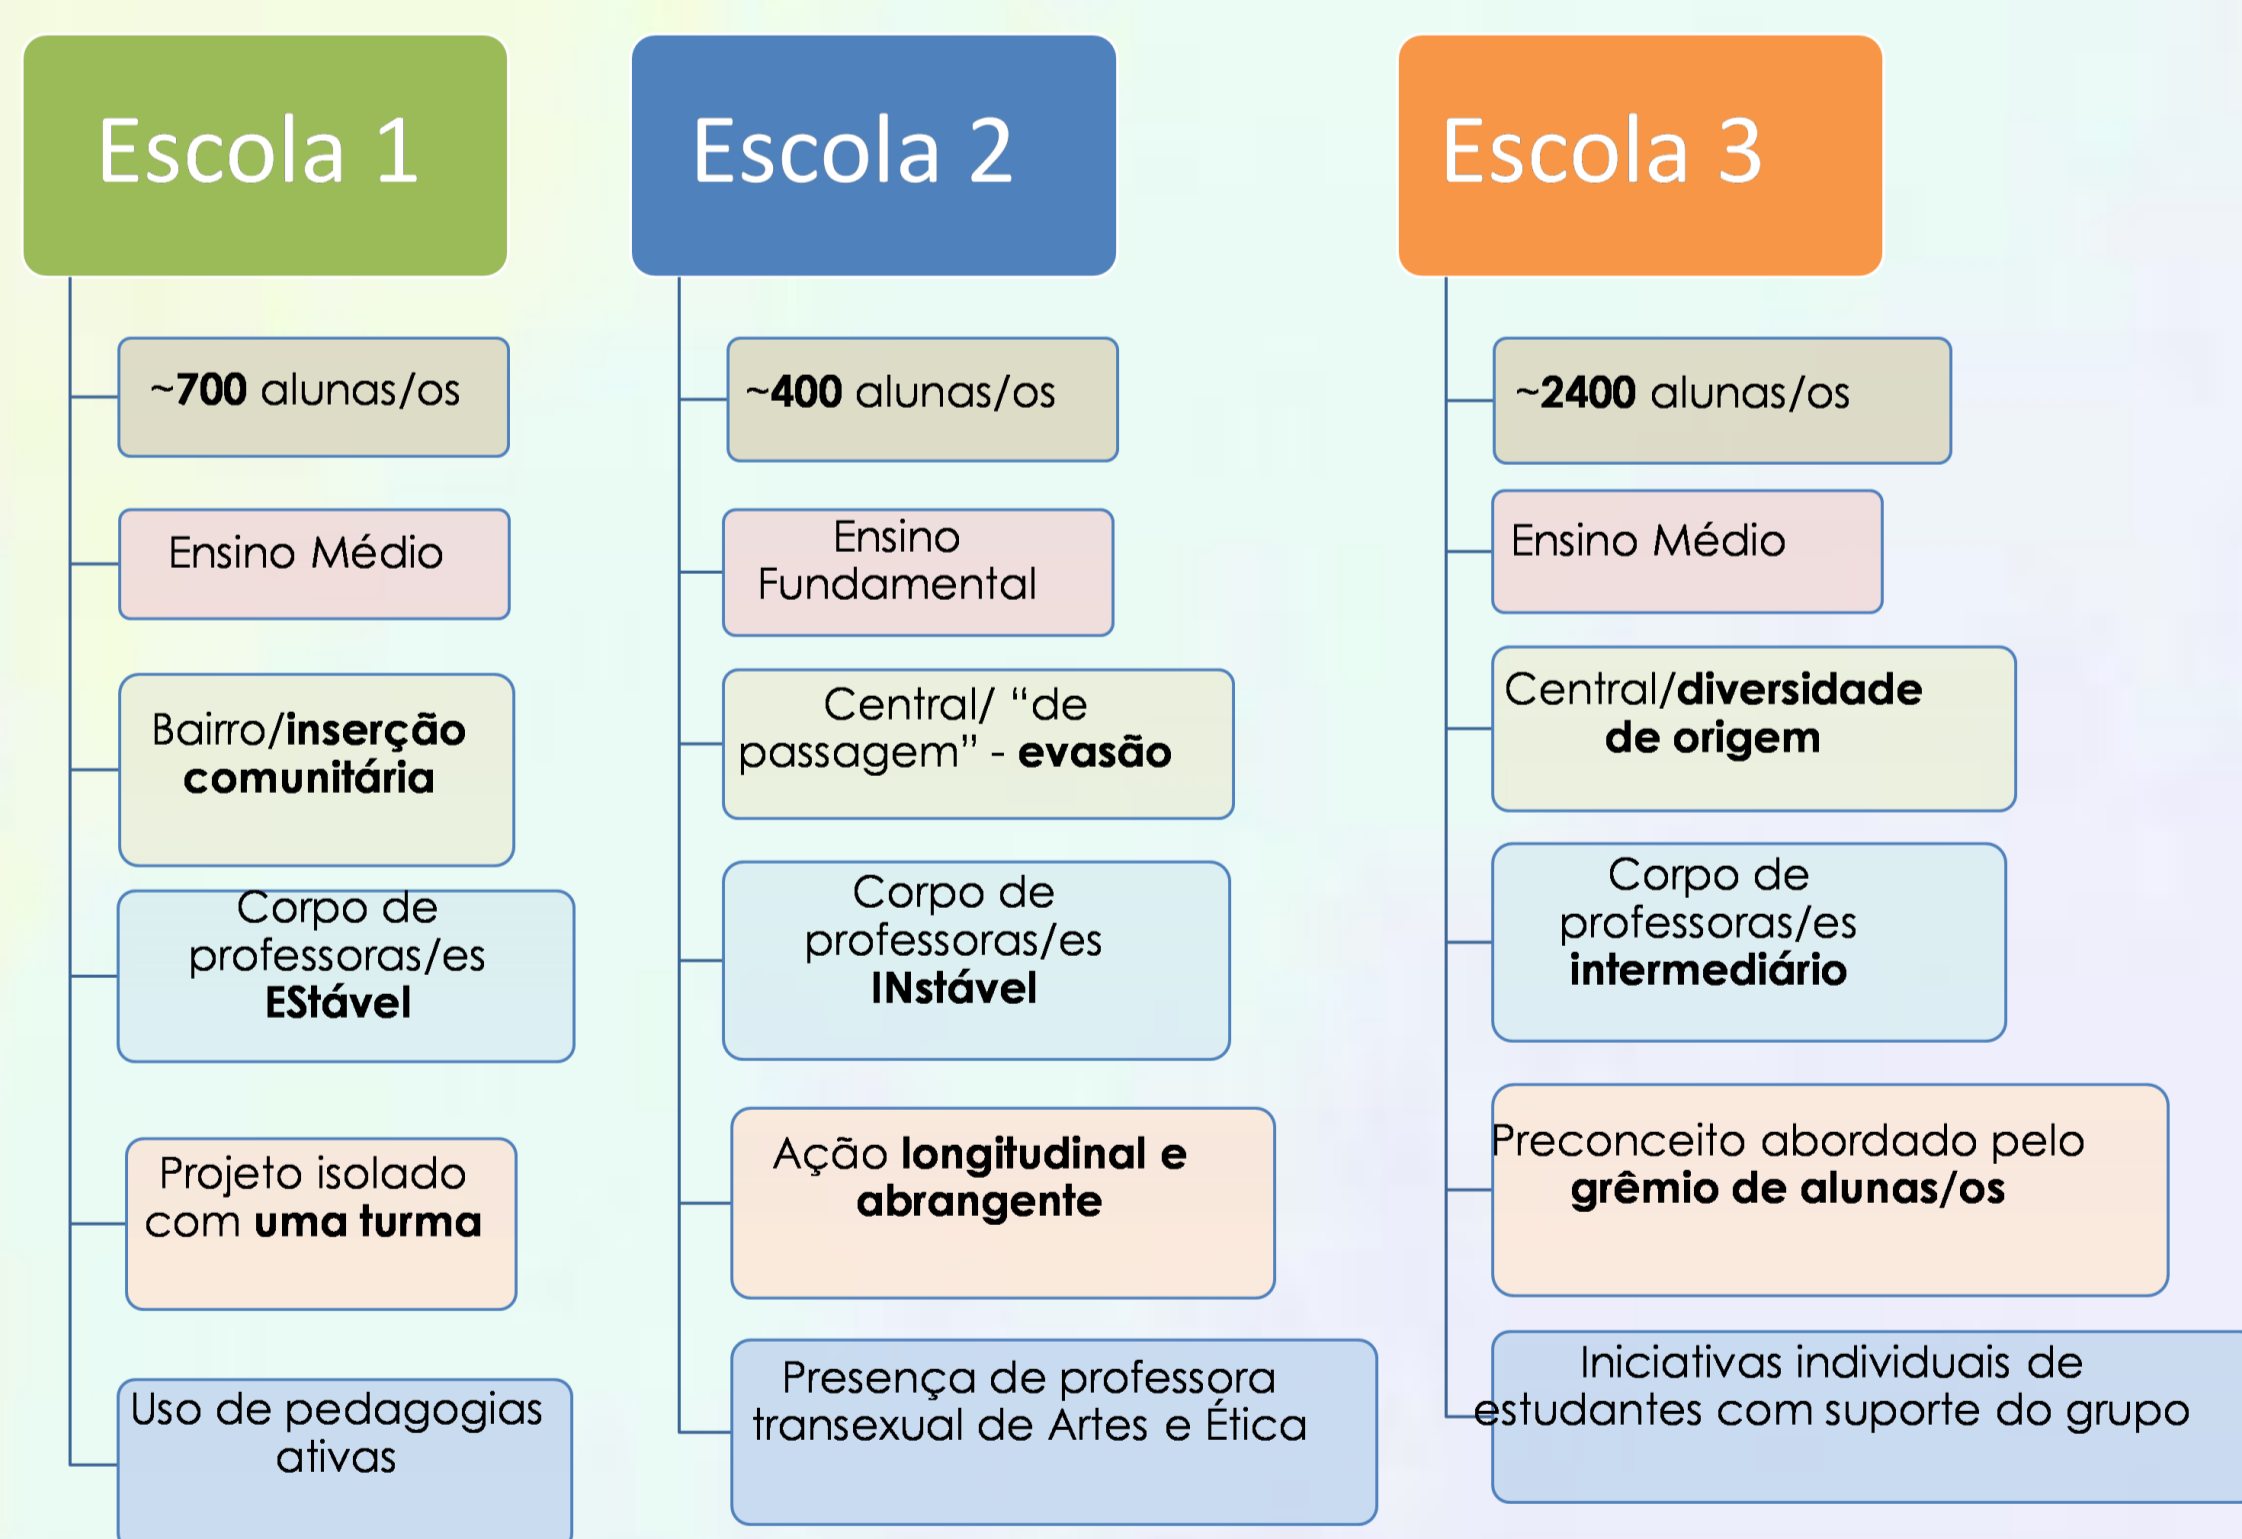 Escola 1
~700 alunas/os
Ensino Médio
Bairro/inserção
comunitária
Corpo de
professoras/es
EStável
Projeto isolado
com uma turma
Uso de pedagogias
ativas
Escola 2
~400 alunas/os
Ensino
Fundamental
Central/ “de
passagem” - evasão
Corpo de
professoras/es
INstável
Ação longitudinal e
abrangente
Presença de professora
transexual de Artes e Ética
Escola 3
~2400 alunas/os
Ensino Médio
Central/diversidade
de origem
Corpo de
professoras/es
intermediário
Preconceito abordado pelo
grêmio de alunas/os
Iniciativas individuais de
estudantes com suporte do grupo